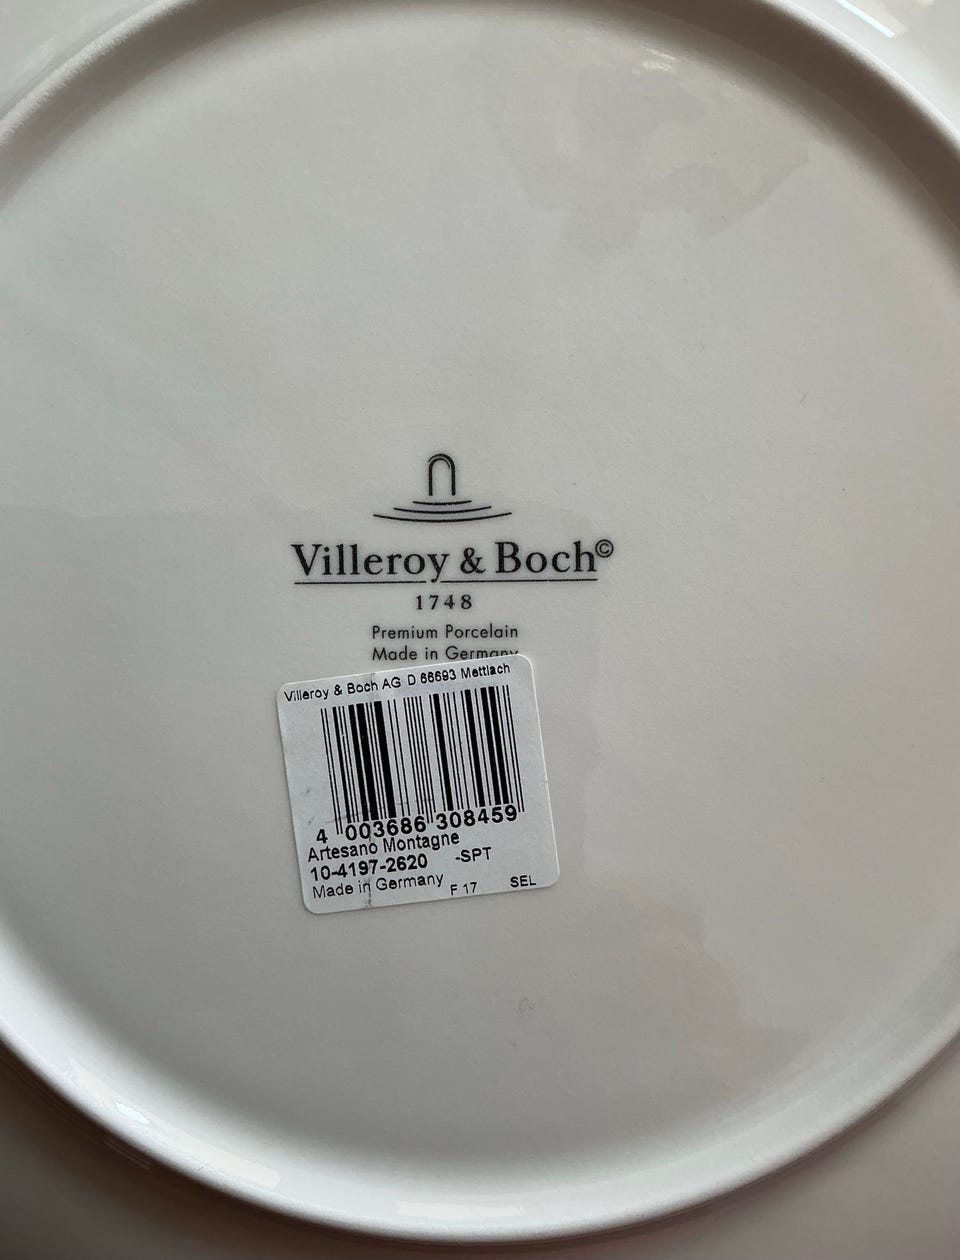 Villeroy & Boch©
1748
Premium Porcelain
Made in Germany
Villeroy & Boch AG D 66693 Mettlach
4 003686 308459
Artesano Montagne
10-4197-2620 -SPT
Made in Germany F 17 SEL